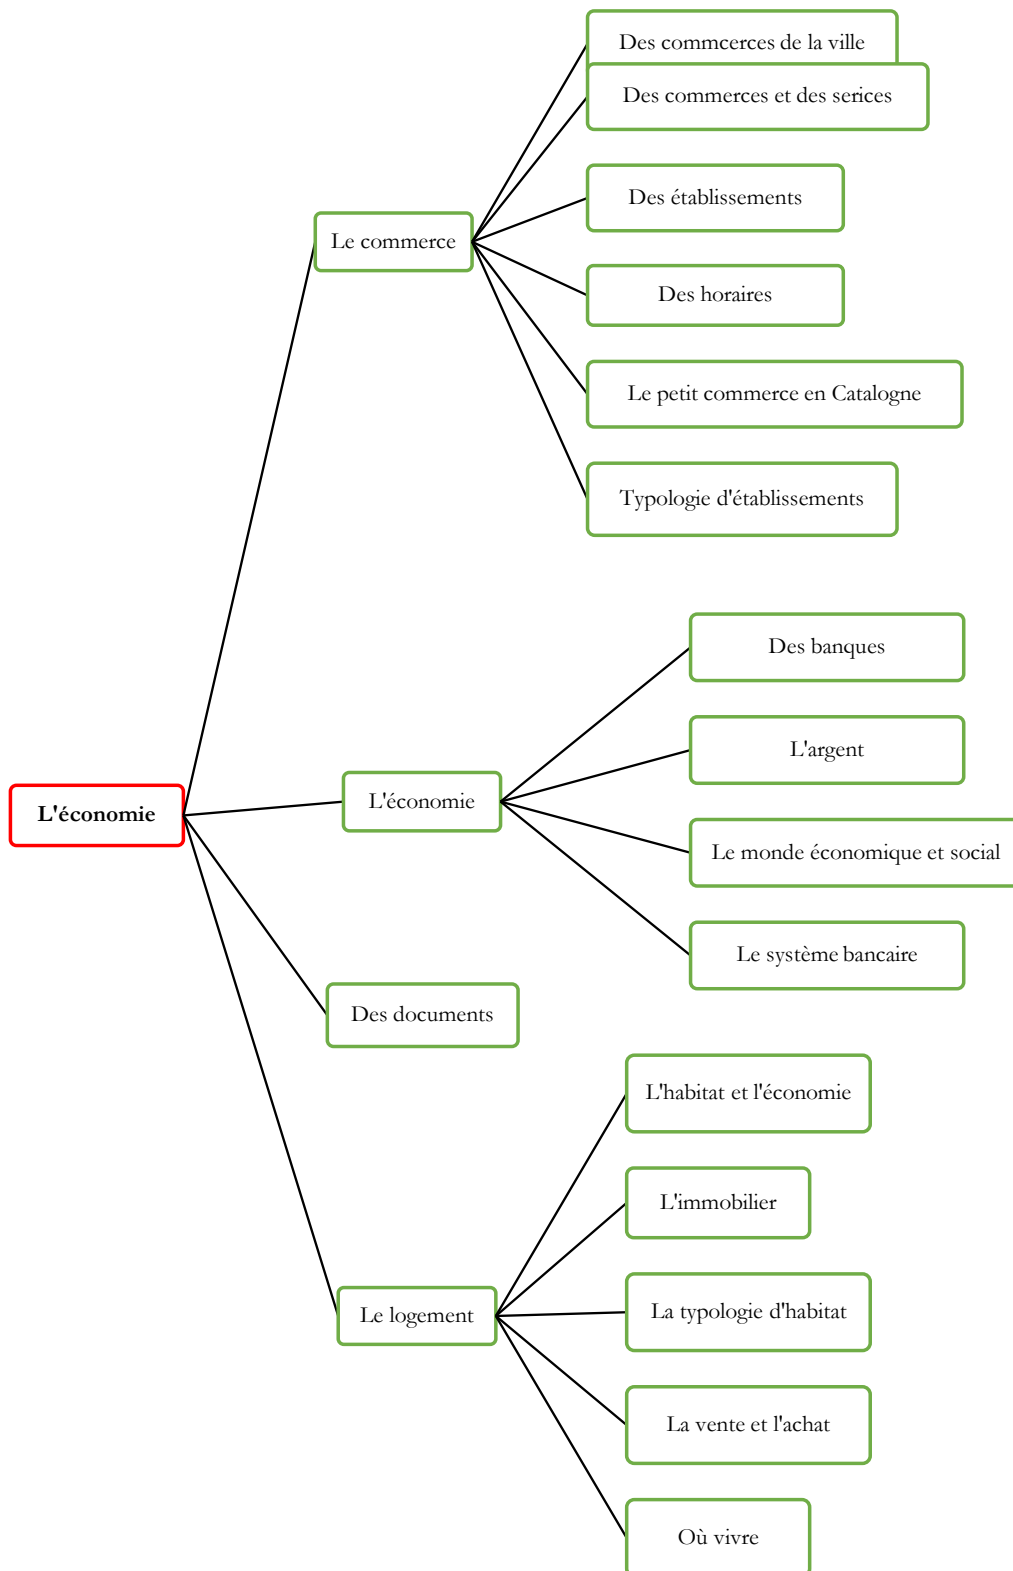 Des commcerces de la ville
Des commerces et des serices
Des établissements
Le commerce
Des horaires
Le petit commerce en Catalogne
Typologie d'établissements
Des banques
L'argent
L'économie
L'économie
Le monde économique et social
Le système bancaire
Des documents
L'habitat et l'économie
L'immobilier
La typologie d'habitat
Le logement
La vente et l'achat
Où vivre